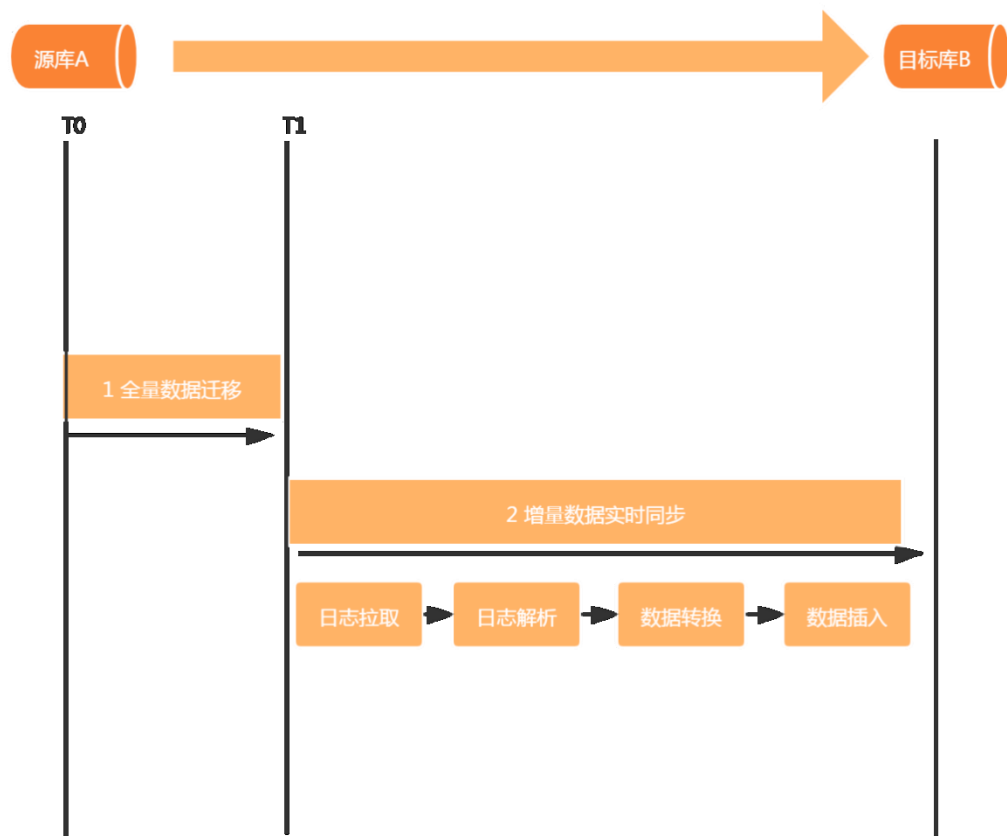 源库A
目标库B
T0
T1
1 全量数据迁移
2 增量数据实时同步
日志拉取
日志解析
数据转换
数据插入